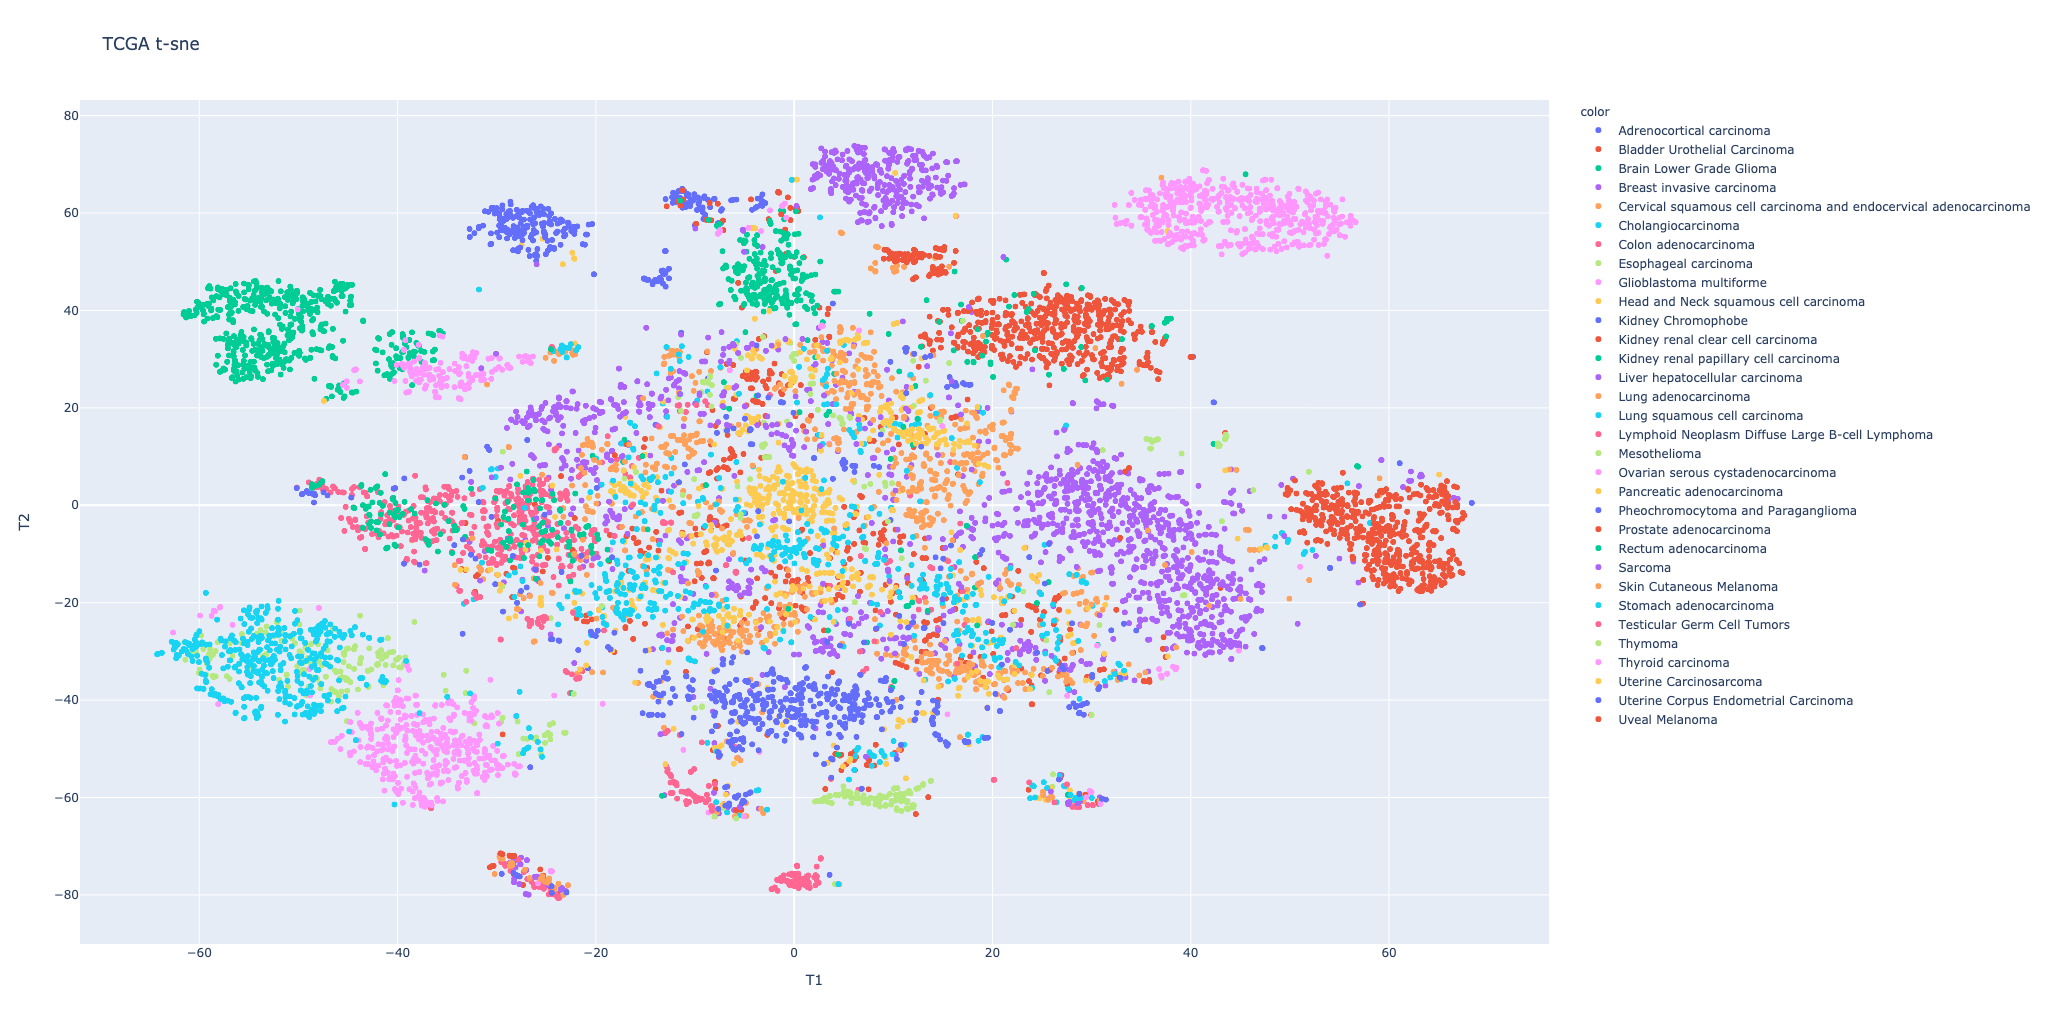 TCGA t-sne
80
60
40
20
0
−20
−40
−60
−80
T2
−60
−40
−20
0
20
40
60
T1
color
Adrenocortical carcinoma
Bladder Urothelial Carcinoma
Brain Lower Grade Glioma
Breast invasive carcinoma
Cervical squamous cell carcinoma and endocervical adenocarcinoma
Cholangiocarcinoma
Colon adenocarcinoma
Esophageal carcinoma
Glioblastoma multiforme
Head and Neck squamous cell carcinoma
Kidney Chromophobe
Kidney renal clear cell carcinoma
Kidney renal papillary cell carcinoma
Liver hepatocellular carcinoma
Lung adenocarcinoma
Lung squamous cell carcinoma
Lymphoid Neoplasm Diffuse Large B-cell Lymphoma
Mesothelioma
Ovarian serous cystadenocarcinoma
Pancreatic adenocarcinoma
Pheochromocytoma and Paraganglioma
Prostate adenocarcinoma
Rectum adenocarcinoma
Sarcoma
Skin Cutaneous Melanoma
Stomach adenocarcinoma
Testicular Germ Cell Tumors
Thymoma
Thyroid carcinoma
Uterine Carcinosarcoma
Uterine Corpus Endometrial Carcinoma
Uveal Melanoma